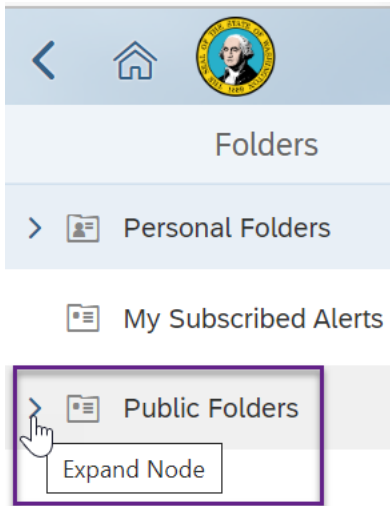 Folders
Personal Folders
My Subscribed Alerts
Public Folders
Expand Node